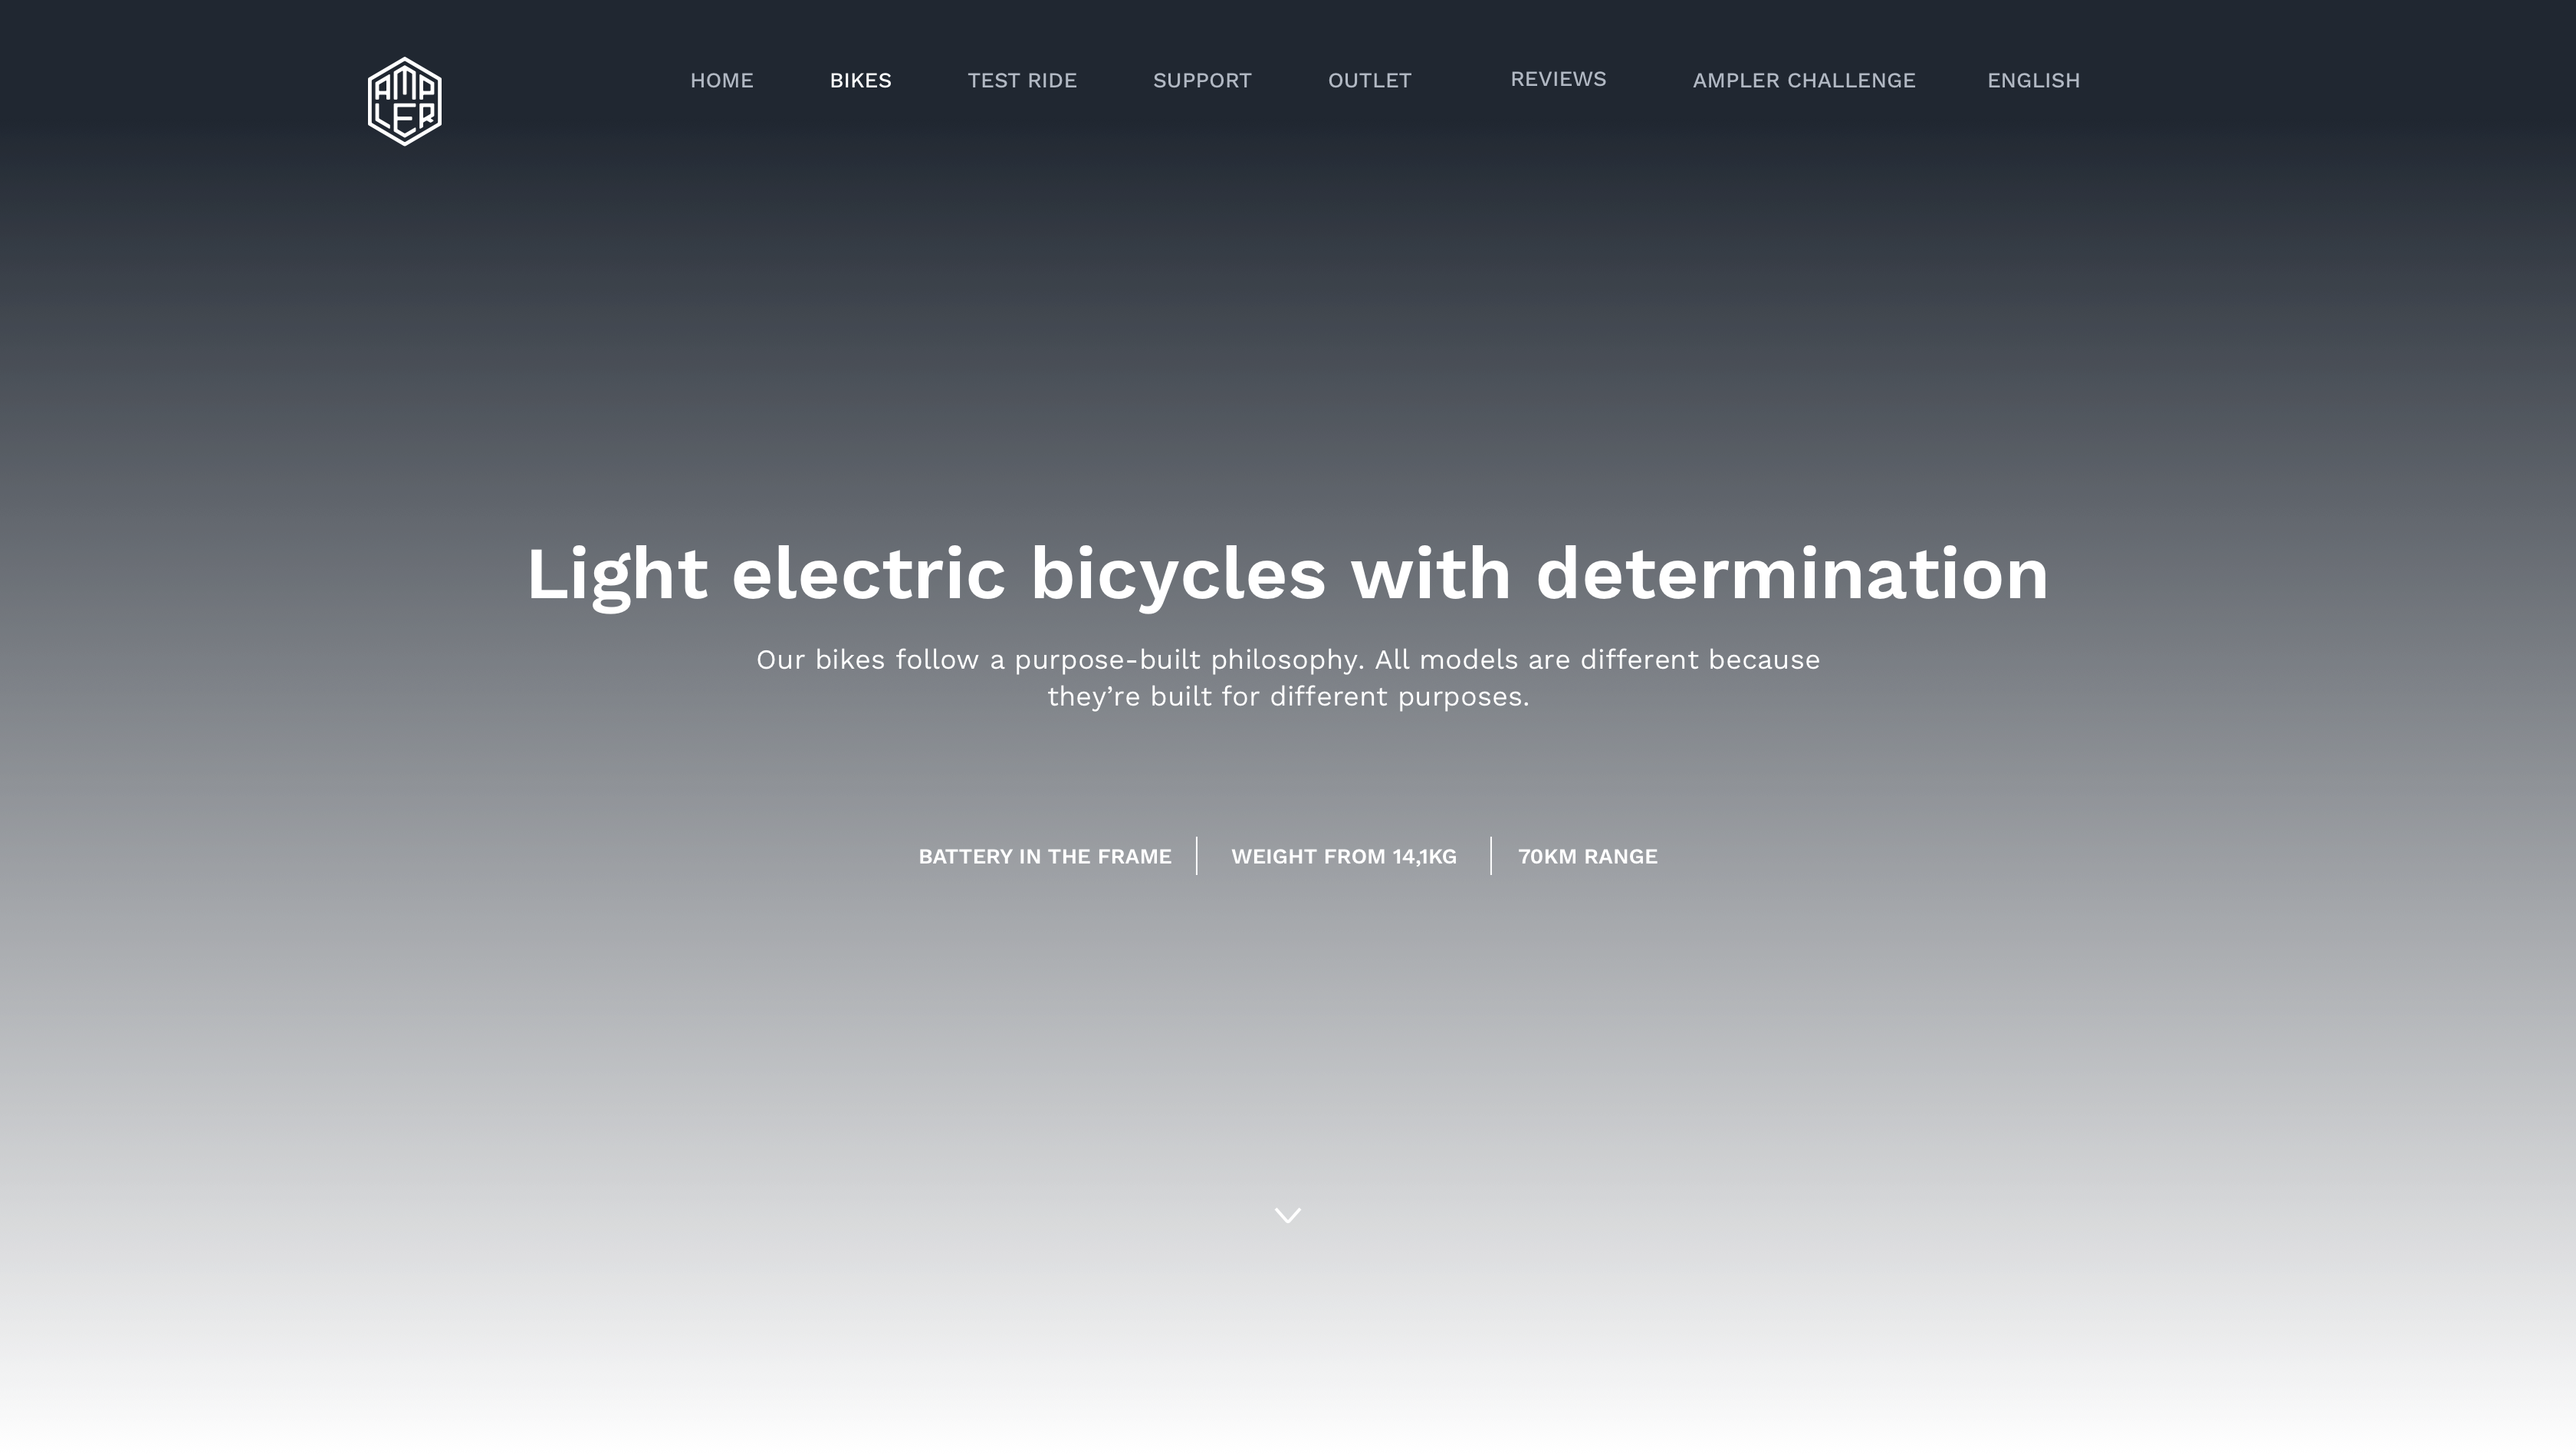 AMP
LER
HOME BIKES TEST RIDE SUPPORT OUTLET REVIEWS AMPLER CHALLENGE ENGLISH
Light electric bicycles with determination
Our bikes follow a purpose-built philosophy. All models are different because
they’re built for different purposes.
BATTERY IN THE FRAME WEIGHT FROM 14,1KG 70KM RANGE